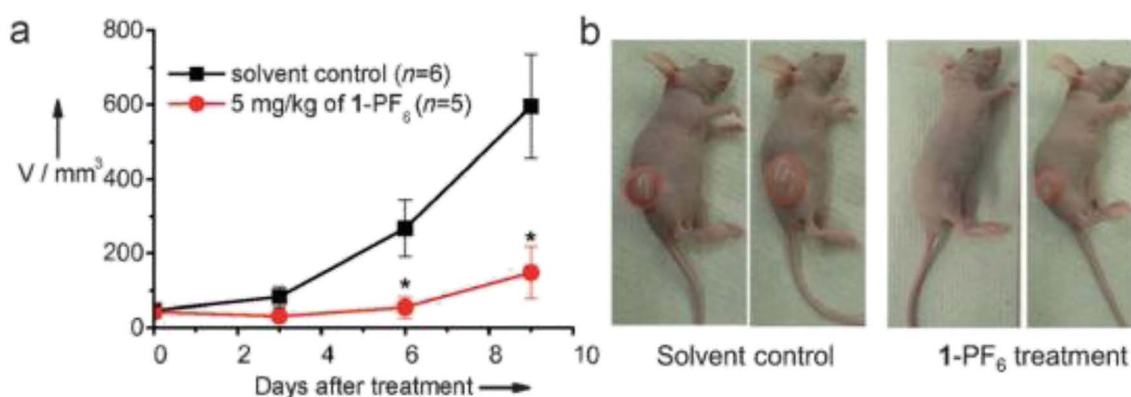 a
800
600
400
200
0
V / mm³
solvent control (n=6)
5 mg/kg of 1-PF₆ (n=5)
*
*
0 2 4 6 8 10
Days after treatment
b
Solvent control
1-PF₆ treatment